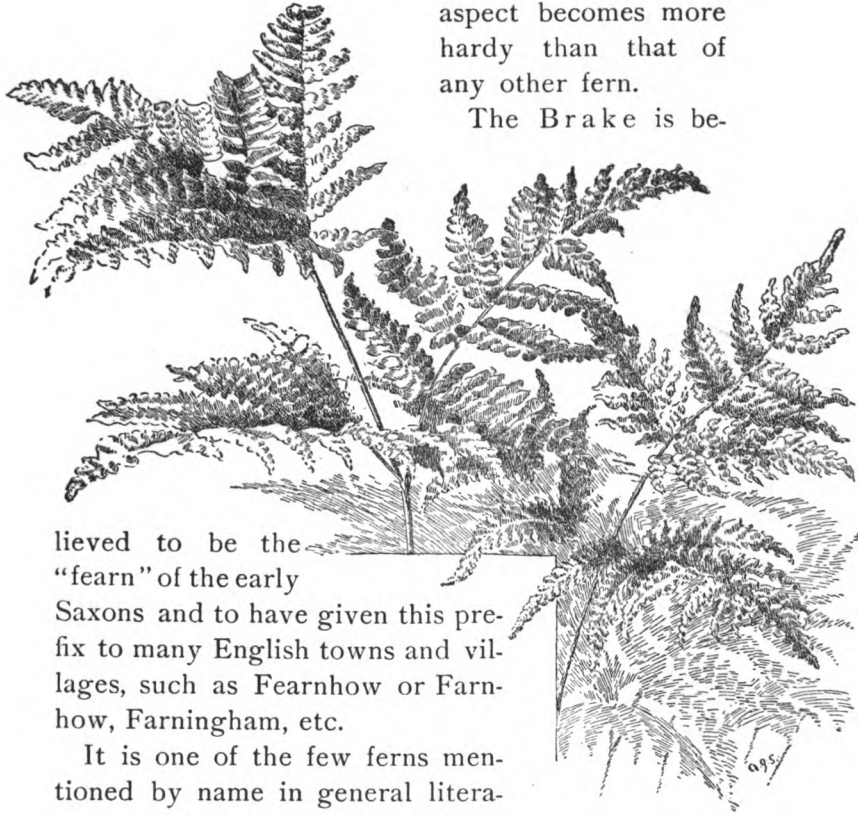 aspect becomes more
hardy than that of
any other fern.
The Brake is be-
lieved to be the
“fearn” of the early
Saxons and to have given this pre-
fix to many English towns and vil-
lages, such as Fearnhow or Farn-
how, Farningham, etc.
It is one of the few ferns men-
tioned by name in general litera-
a.g.s.